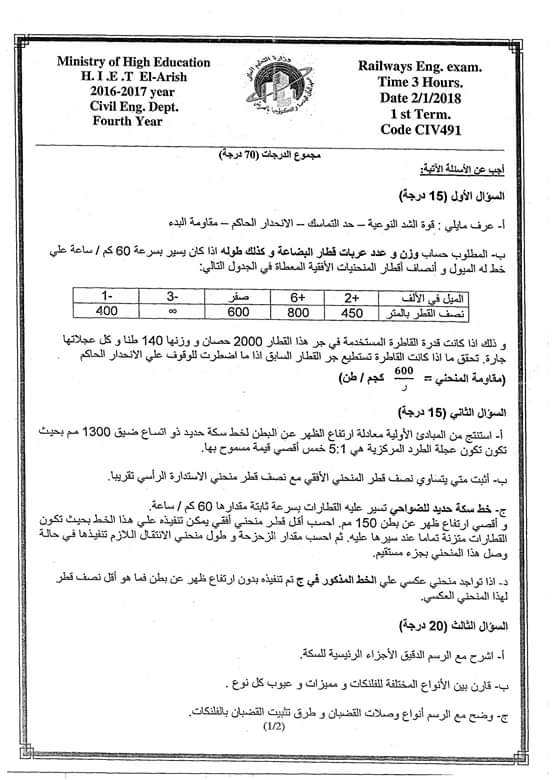 Ministry of High Education
H. I .E .T El-Arish
2016-2017 year
Civil Eng. Dept.
Fourth Year
Railways Eng. exam.
Time 3 Hours.
Date 2/1/2018
1 st Term.
Code CIV491
مجموع الدرجات (70 درجة)
أجب عن الأسئلة الآتية:
السؤال الأول (15 درجة)
أ- عرف مايلي : قوة الشد النوعية – حد التماسك – الانحدار الحاكم – مقاومة البدء
ب- المطلوب حساب وزن و عدد عربات قطار البضاعة و كذلك طوله اذا كان يسير بسرعة 60 كم / ساعة علي
خط له الميول و أنصاف أقطار المنحنيات الأفقية المعطاة في الجدول التالي:
الميل في الألف +2 +6 صفر -3 -1
نصف القطر بالمتر 450 800 600 ∞ 400
و ذلك اذا كانت قدرة القاطرة المستخدمة في جر هذا القطار 2000 حصان و وزنها 140 طنا و كل عجلاتها
جارة. تحقق ما اذا كانت القاطرة تستطيع جر القطار السابق اذا ما اضطرت للوقوف علي الانحدار الحاكم
(مقاومة المنحني = 600/ر كجم / طن)
السؤال الثاني (15 درجة)
أ - استنتج من المبادئ الأولية معادلة ارتفاع الظهر عن البطن لخط سكة حديد ذو اتساع ضيق 1300 مم بحيث
تكون تكون عجلة الطرد المركزية هي 5:1 خمس أقصي قيمة مسموح بها.
ب- أثبت متي يتساوي نصف قطر المنحني الأفقي مع نصف قطر منحني الاستدارة الرأسي تقريبا.
ج- خط سكة حديد للضواحي تسير عليه القطارات بسرعة ثابتة مقدارها 60 كم / ساعة.
و أقصي ارتفاع ظهر عن بطن 150 مم. احسب أقل قطر منحني أفقي يمكن تنفيذه علي هذا الخط بحيث تكون
القطارات متزنة تماما عند سيرها عليه. ثم احسب مقدار الزحزحة و طول منحني الانتقال اللازم تنفيذها في حالة
وصل هذا المنحني بجزء مستقيم.
د- اذا تواجد منحني عكسي علي الخط المذكور في ج تم تنفيذه بدون ارتفاع ظهر عن بطن فما هو أقل نصف قطر
لهذا المنحني العكسي.
السؤال الثالث (20 درجة)
أ- اشرح مع الرسم الدقيق الأجزاء الرئيسية للسكة.
ب- قارن بين الأنواع المختلفة للفلنكات و مميزات و عيوب كل نوع .
ج- وضح مع الرسم أنواع وصلات القضبان و طرق تثبيت القضبان بالفلنكات.
(1/2)